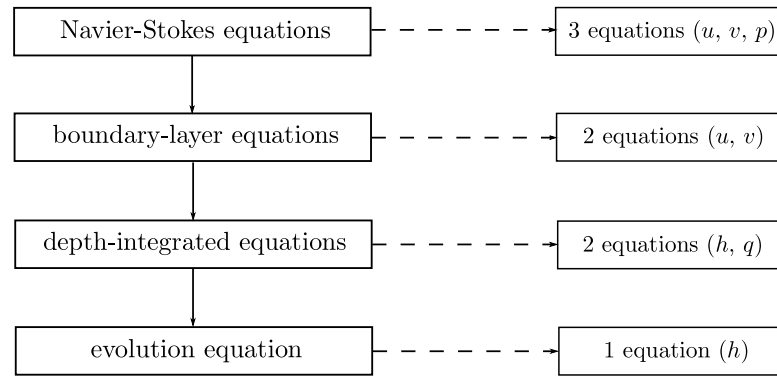 Navier-Stokes equations
3 equations (u, v, p)
boundary-layer equations
2 equations (u, v)
depth-integrated equations
2 equations (h, q)
evolution equation
1 equation (h)